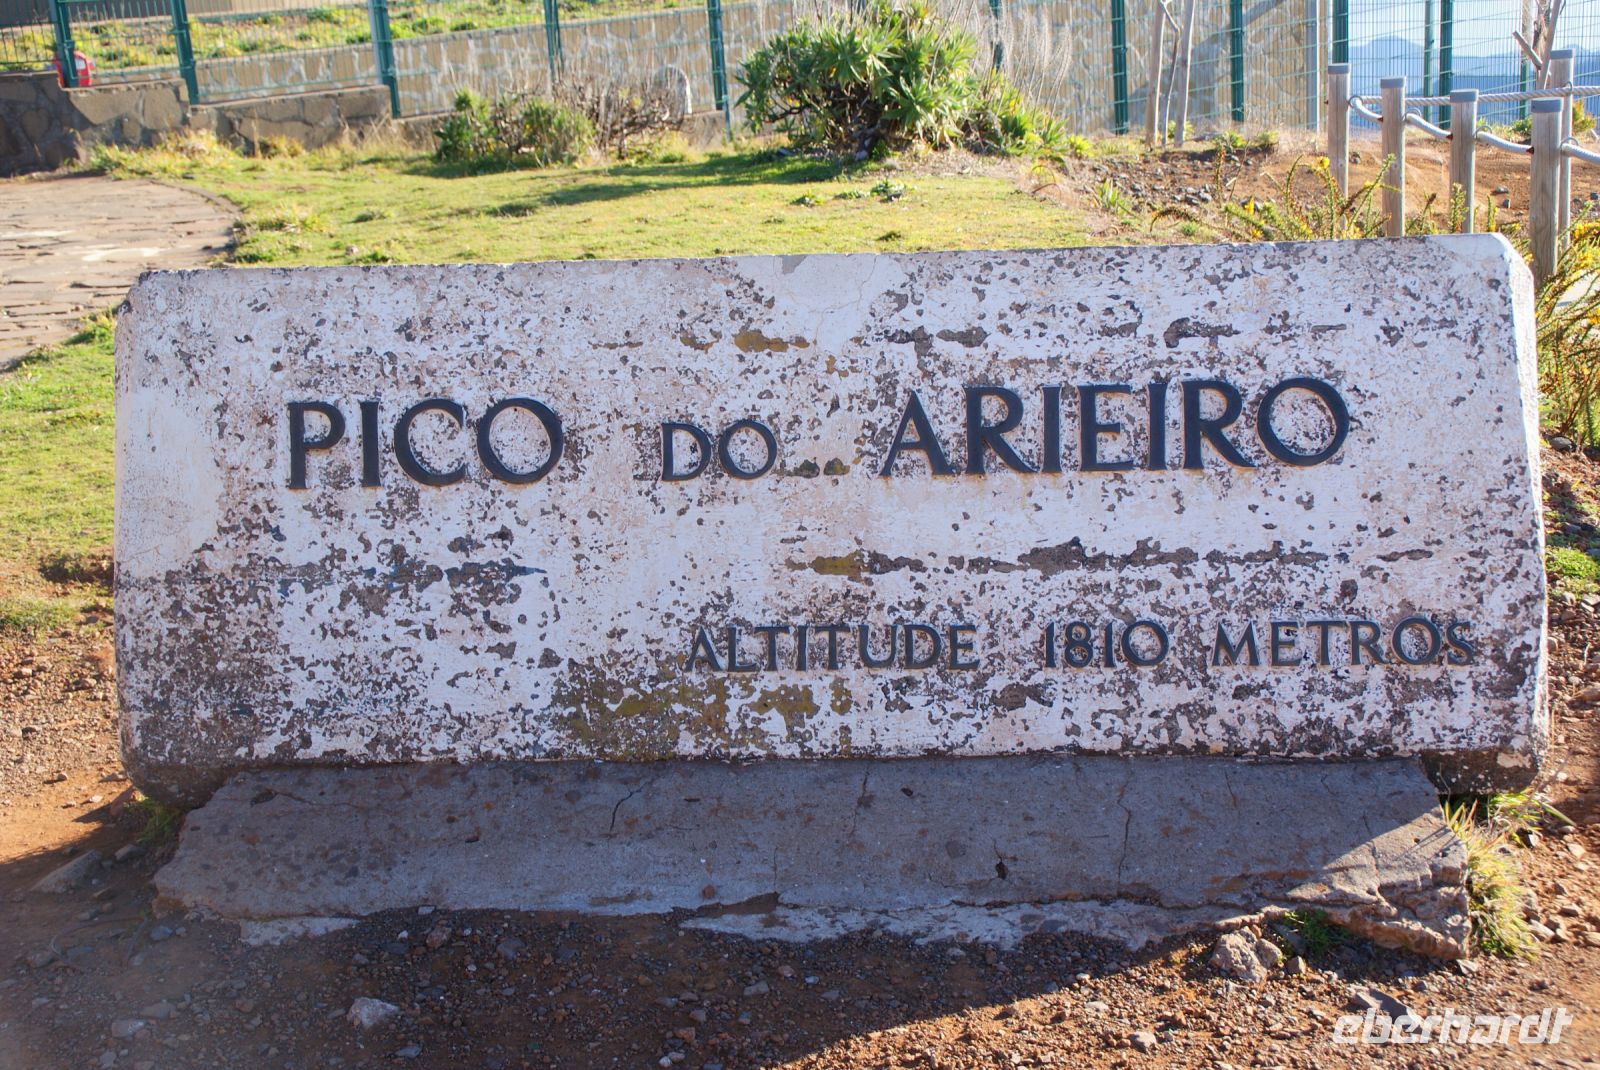 PICO DO ARIEIRO
ALTITUDE 1810 METROS
eberhardt